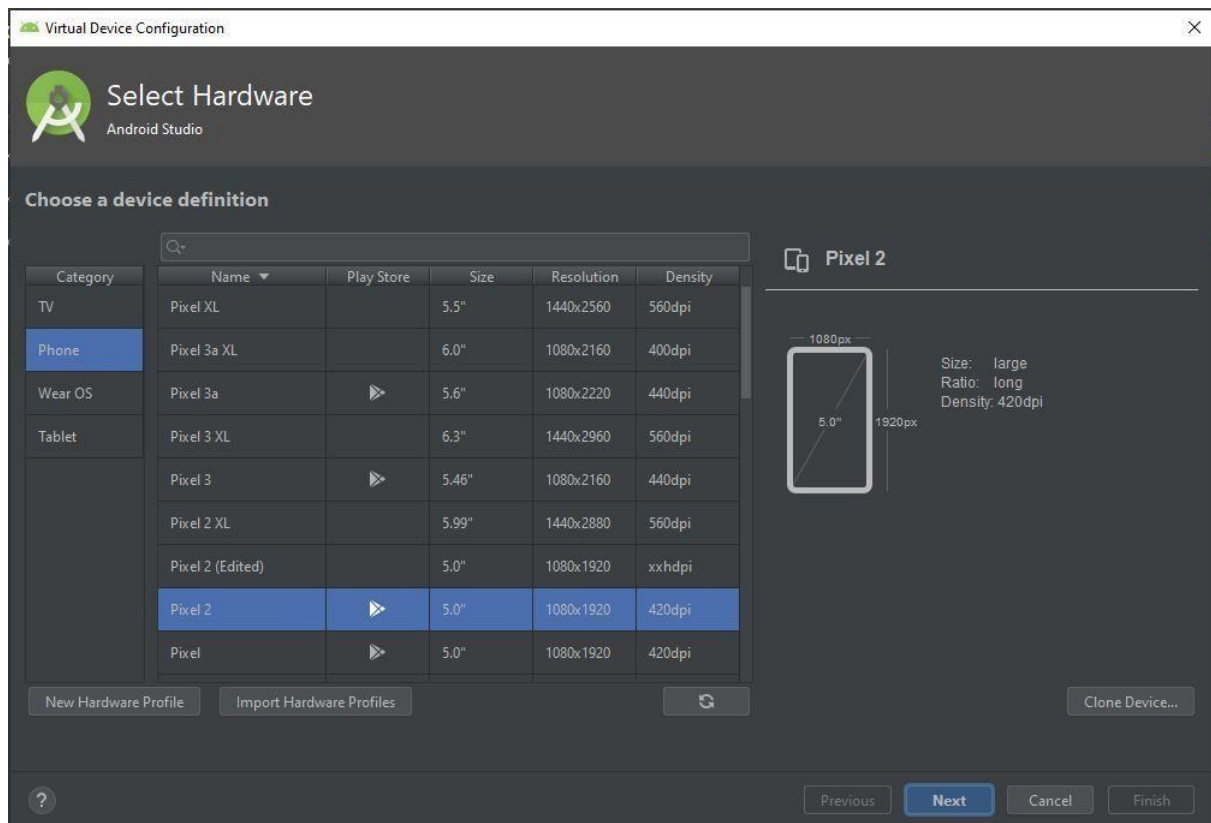 Virtual Device Configuration
Select Hardware
Android Studio
Choose a device definition
Category
TV
Phone
Wear OS
Tablet
Name Play Store Size Resolution Density
Pixel XL 5.5" 1440x2560 560dpi
Pixel 3a XL 6.0" 1080x2160 400dpi
Pixel 3a 5.6" 1080x2220 440dpi
Pixel 3 XL 6.3" 1440x2960 560dpi
Pixel 3 5.46" 1080x2160 440dpi
Pixel 2 XL 5.99" 1440x2880 560dpi
Pixel 2 (Edited) 5.0" 1080x1920 xxhdpi
Pixel 2 5.0" 1080x1920 420dpi
Pixel 5.0" 1080x1920 420dpi
Pixel 2
1080px
5.0"
1920px
Size: large
Ratio: long
Density: 420dpi
New Hardware Profile Import Hardware Profiles Clone Device...
? Previous Next Cancel Finish